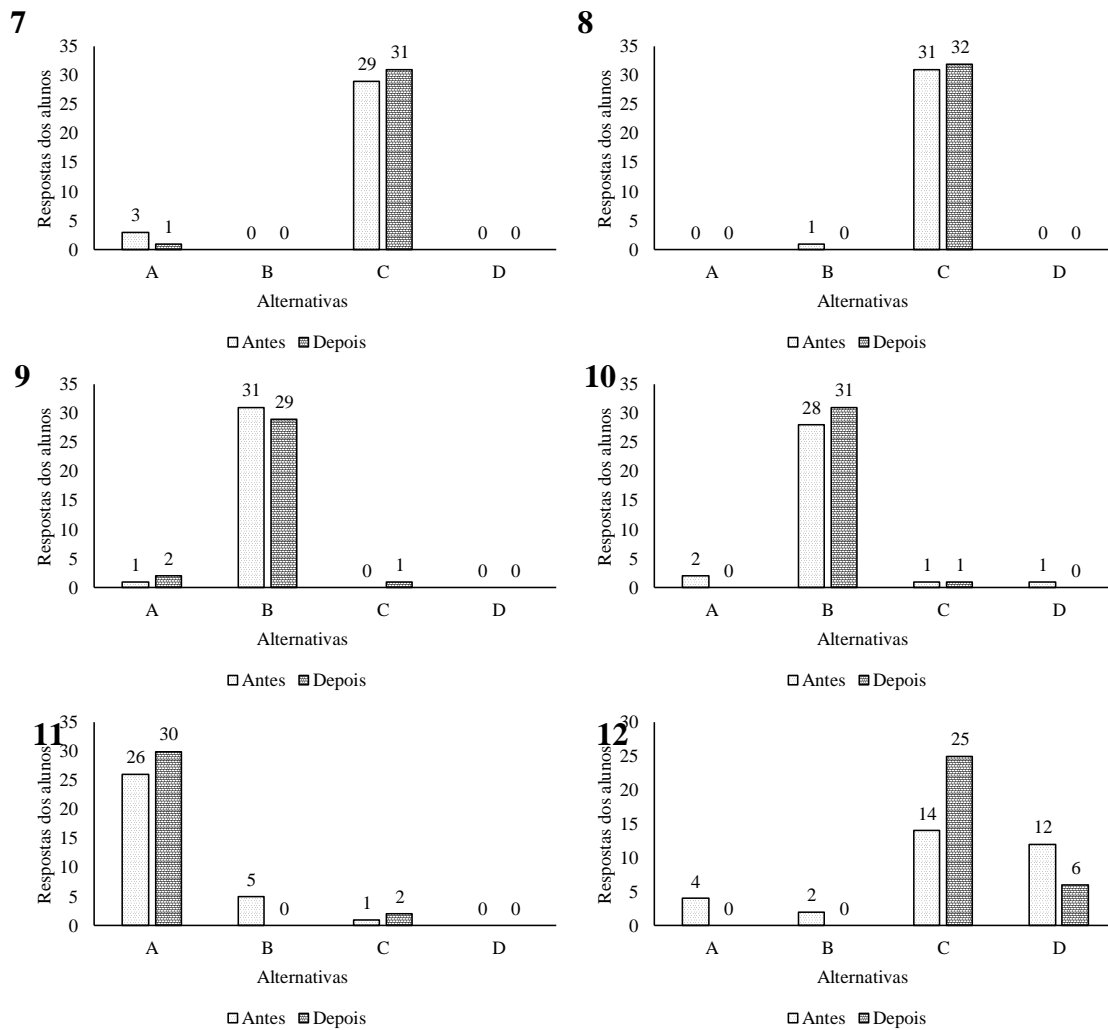 7
35
30
25
20
15
10
5
0
Respostas dos alunos
3 1 0 0 29 31 0 0
A B C D
Alternativas
Antes Depois
8
35
30
25
20
15
10
5
0
Respostas dos alunos
0 0 1 0 31 32 0 0
A B C D
Alternativas
Antes Depois
9
35
30
25
20
15
10
5
0
Respostas dos alunos
1 2 31 29 0 1 0 0
A B C D
Alternativas
Antes Depois
10
35
30
25
20
15
10
5
0
Respostas dos alunos
2 0 28 31 1 1 1 0
A B C D
Alternativas
Antes Depois
11
35
30
25
20
15
10
5
0
Respostas dos alunos
26 30 5 0 1 2 0 0
A B C D
Alternativas
Antes Depois
12
30
25
20
15
10
5
0
Respostas dos alunos
4 0 2 0 14 25 12 6
A B C D
Alternativas
Antes Depois